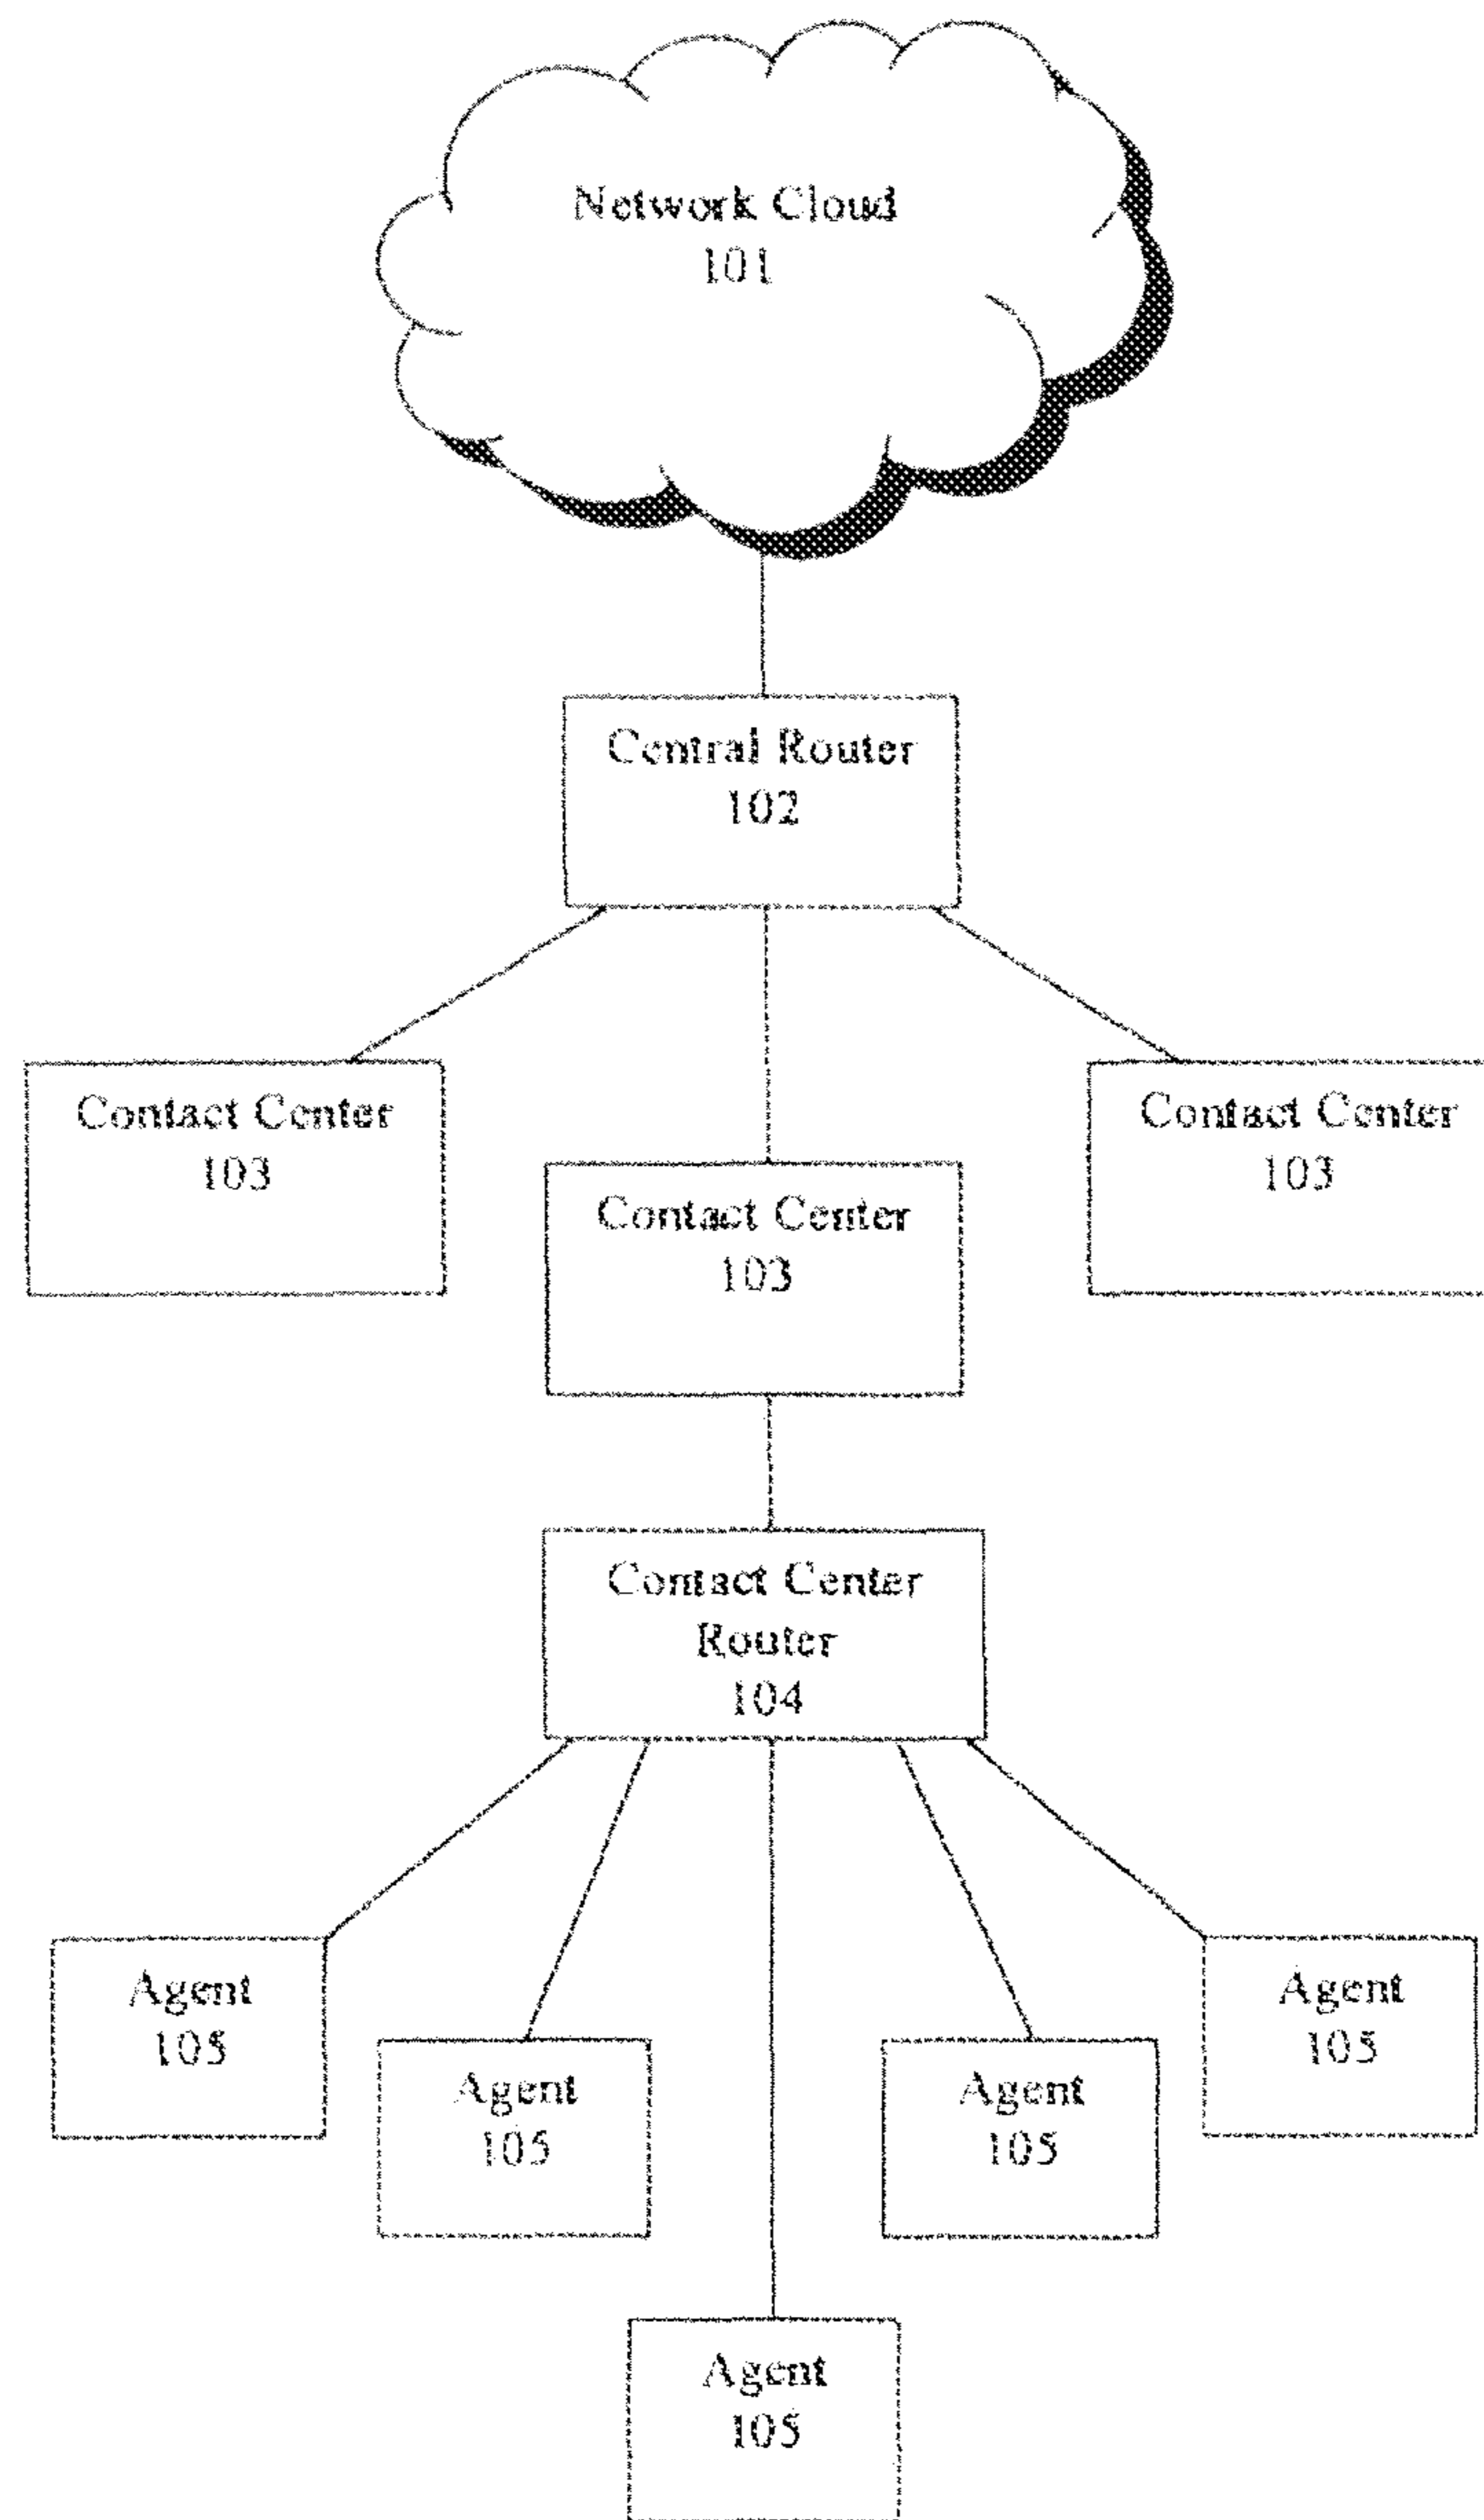 Network Cloud
101
Central Router
102
Contact Center
103
Contact Center
103
Contact Center
103
Contact Center
Router
104
Agent
105
Agent
105
Agent
105
Agent
105
Agent
105